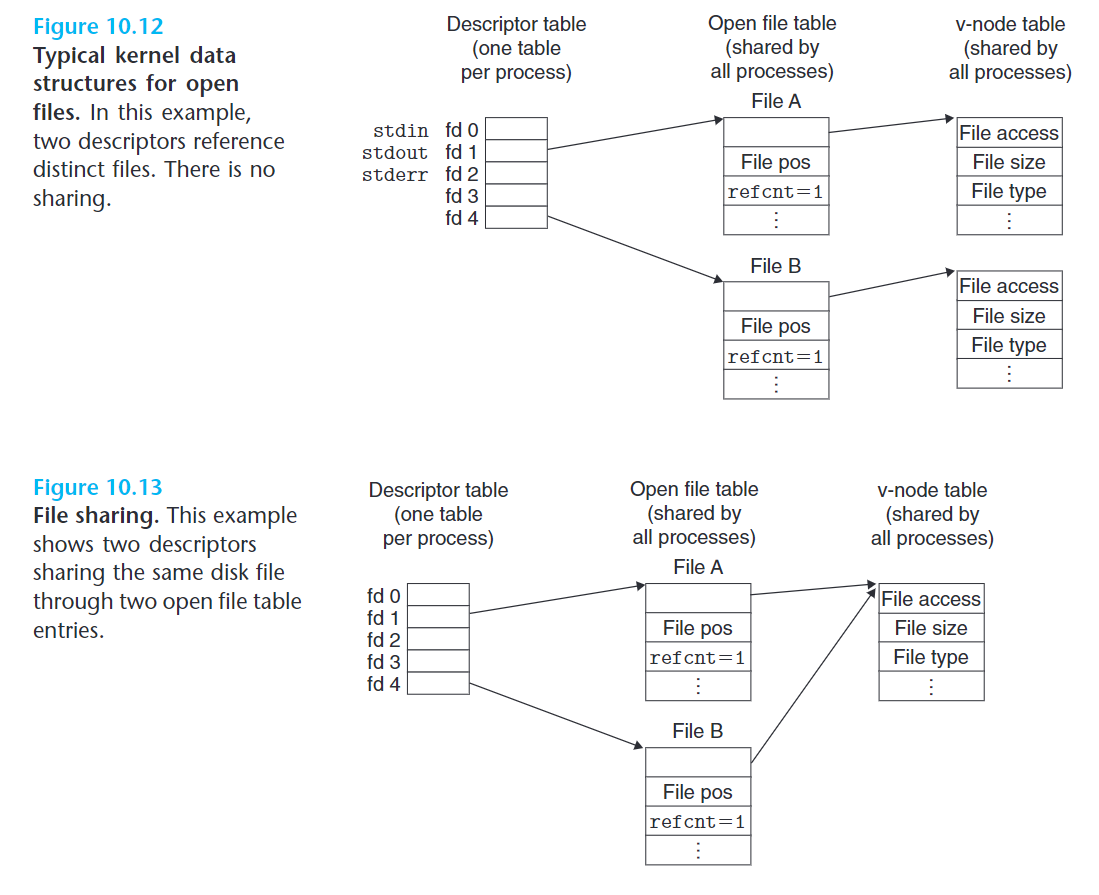 Figure 10.12
Typical kernel data
structures for open
files. In this example,
two descriptors reference
distinct files. There is no
sharing.
Descriptor table
(one table
per process)
Open file table
(shared by
all processes)
v-node table
(shared by
all processes)
stdin fd 0
stdout fd 1
stderr fd 2
fd 3
fd 4
File A
File pos
refcnt=1
⋮
File B
File pos
refcnt=1
⋮
File access
File size
File type
⋮
File access
File size
File type
⋮
Figure 10.13
File sharing. This example
shows two descriptors
sharing the same disk file
through two open file table
entries.
Descriptor table
(one table
per process)
Open file table
(shared by
all processes)
v-node table
(shared by
all processes)
fd 0
fd 1
fd 2
fd 3
fd 4
File A
File pos
refcnt=1
⋮
File B
File pos
refcnt=1
⋮
File access
File size
File type
⋮